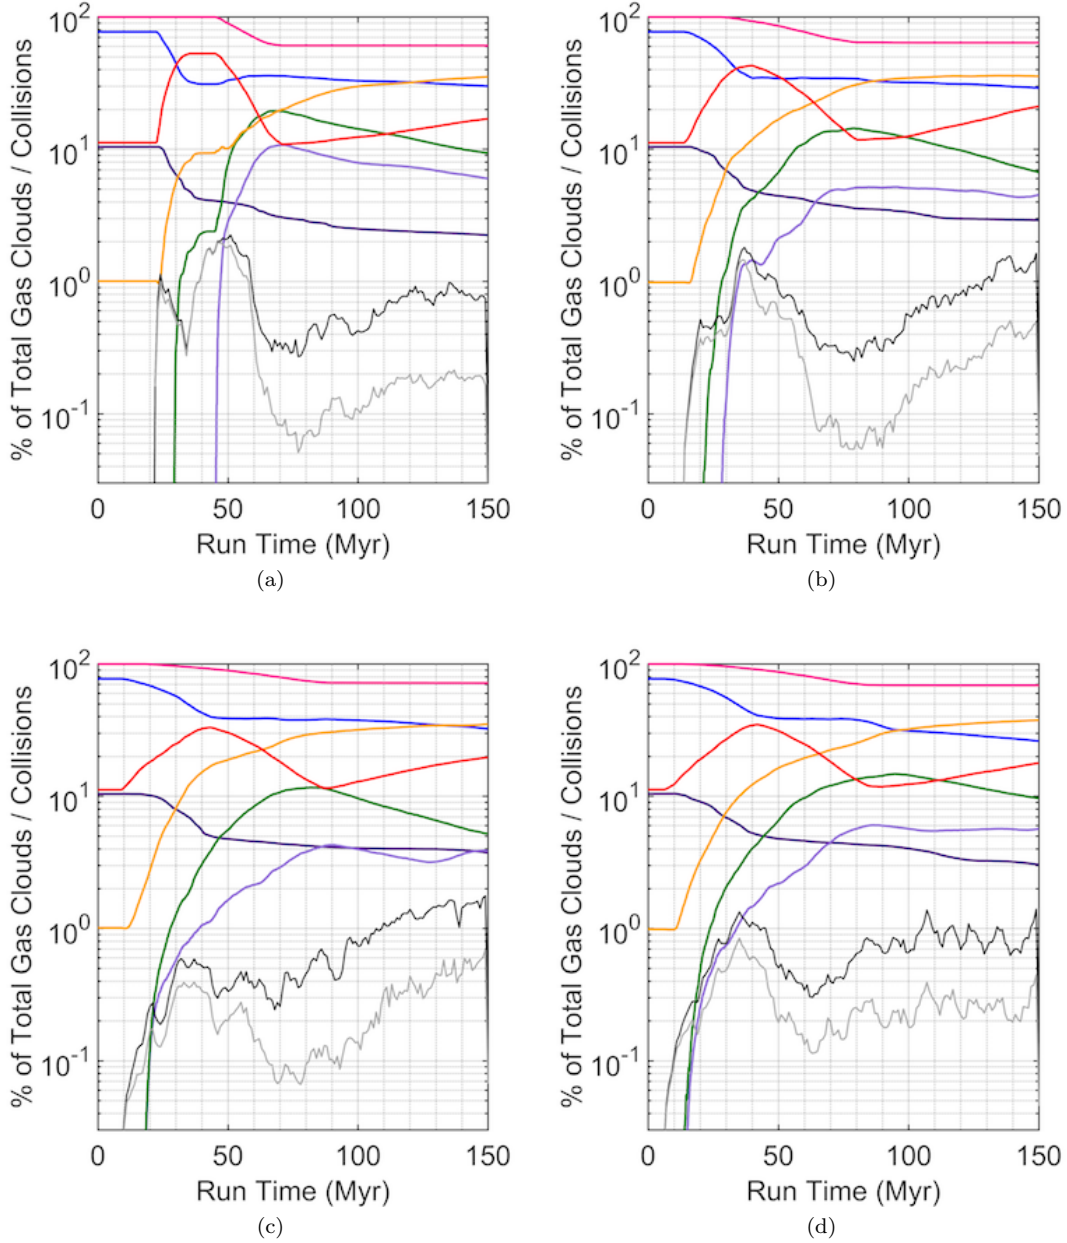 % of Total Gas Clouds / Collisions
10^2
10^1
10^0
10^-1
0 50 100 150
Run Time (Myr)
(a)
% of Total Gas Clouds / Collisions
10^2
10^1
10^0
10^-1
0 50 100 150
Run Time (Myr)
(b)
% of Total Gas Clouds / Collisions
10^2
10^1
10^0
10^-1
0 50 100 150
Run Time (Myr)
(c)
% of Total Gas Clouds / Collisions
10^2
10^1
10^0
10^-1
0 50 100 150
Run Time (Myr)
(d)